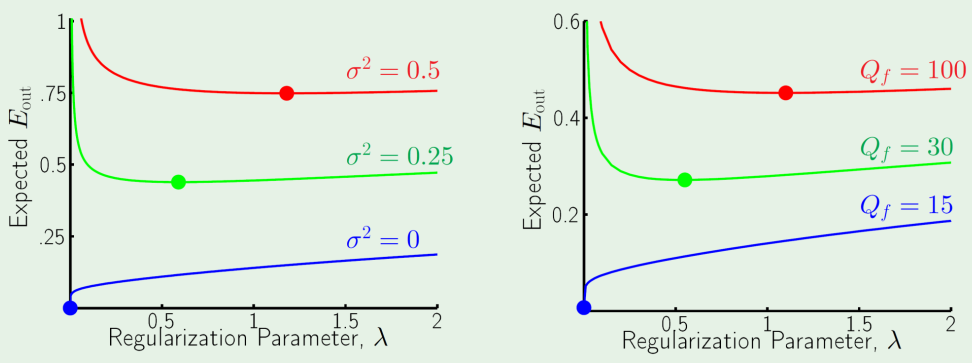 1
.75
0.5
.25
Expected E_out
σ² = 0.5
σ² = 0.25
σ² = 0
0.5 1 1.5 2
Regularization Parameter, λ
0.6
0.4
0.2
Expected E_out
Q_f = 100
Q_f = 30
Q_f = 15
0.5 1 1.5 2
Regularization Parameter, λ